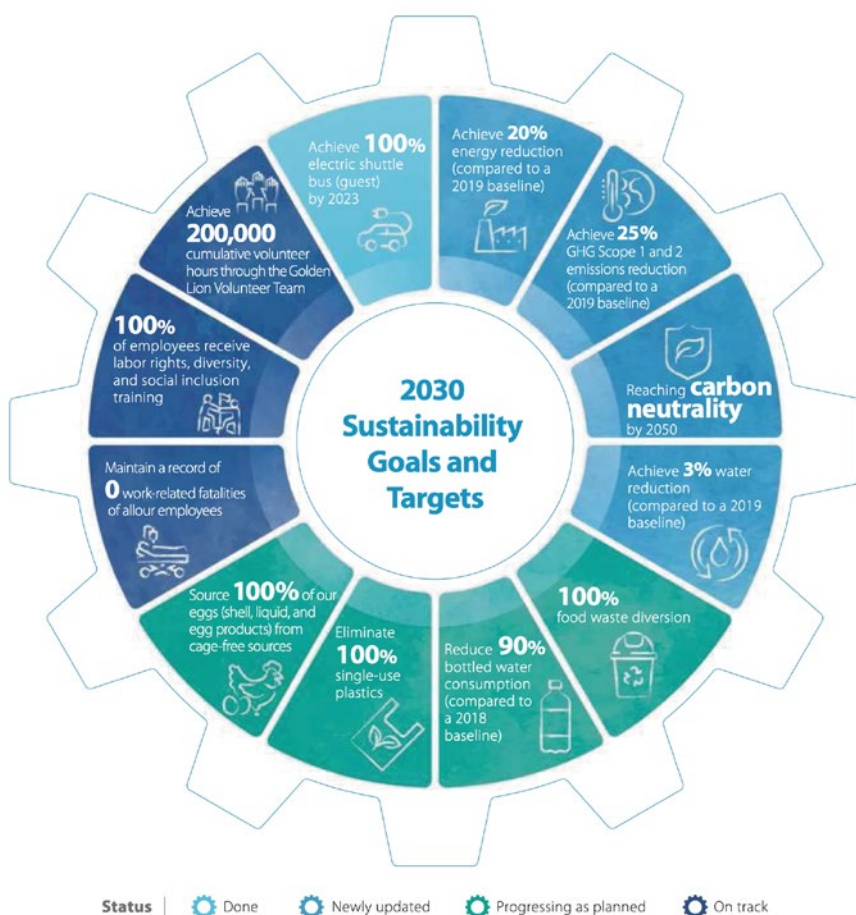 2030
Sustainability
Goals and
Targets
Achieve 100%
electric shuttle
bus (guest)
by 2023
Achieve 20%
energy reduction
(compared to a
2019 baseline)
Achieve 25%
GHG Scope 1 and 2
emissions reduction
(compared to a
2019 baseline)
Reaching carbon
neutrality
by 2050
Achieve 3% water
reduction
(compared to a 2019
baseline)
100%
food waste diversion
Reduce 90%
bottled water
consumption
(compared to
a 2018
baseline)
Eliminate
100%
single-use
plastics
Source 100% of our
eggs (shell, liquid, and
egg products) from
cage-free sources
Maintain a record of
0 work-related fatalities
of allour employees
100%
of employees receive
labor rights, diversity,
and social inclusion
training
Achieve
200,000
cumulative volunteer
hours through the Golden
Lion Volunteer Team
Status Done Newly updated Progressing as planned On track